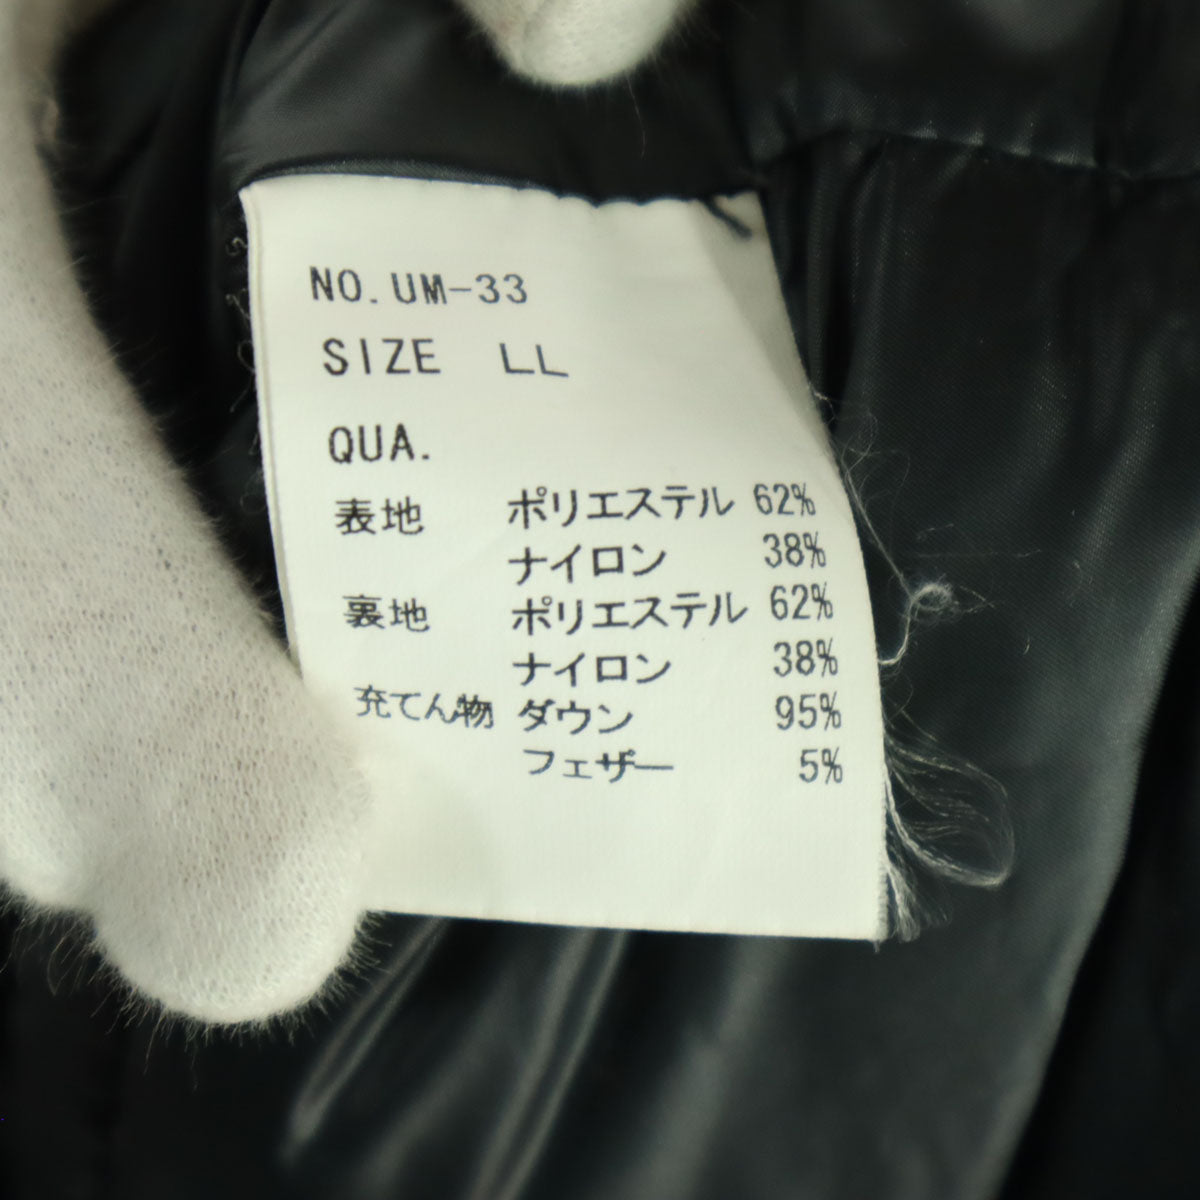 NO. UM-33
SIZE LL
QUA.
表地 ポリエステル 62%
ナイロン 38%
裏地 ポリエステル 62%
ナイロン 38%
充てん物 ダウン 95%
フェザー 5%